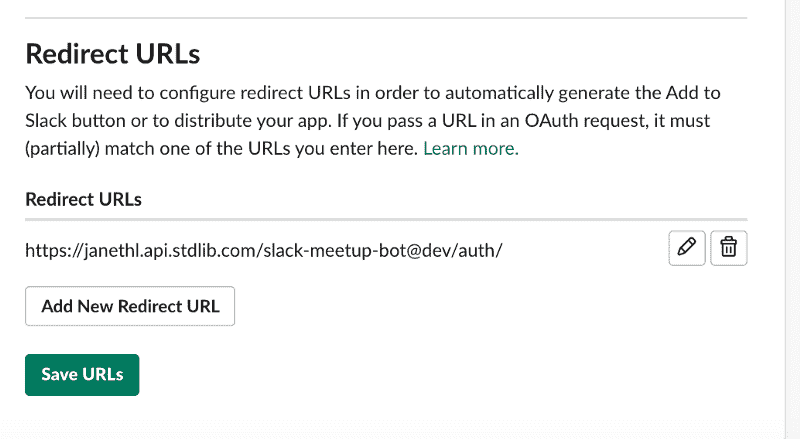 Redirect URLs
You will need to configure redirect URLs in order to automatically generate the Add to
Slack button or to distribute your app. If you pass a URL in an OAuth request, it must
(partially) match one of the URLs you enter here. Learn more.
Redirect URLs
https://janethl.api.stdlib.com/slack-meetup-bot@dev/auth/
Add New Redirect URL
Save URLs